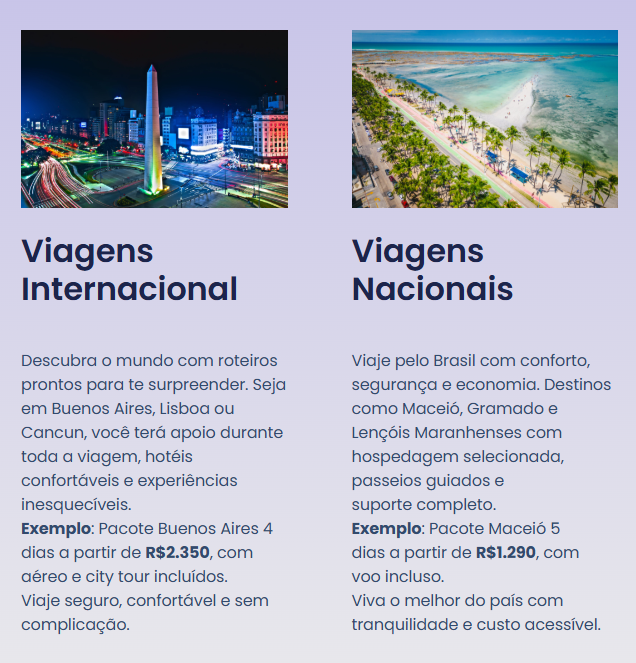 Viagens
Internacional
Descubra o mundo com roteiros
prontos para te surpreender. Seja
em Buenos Aires, Lisboa ou
Cancun, você terá apoio durante
toda a viagem, hotéis
confortáveis e experiências
inesquecíveis.
Exemplo: Pacote Buenos Aires 4
dias a partir de R$2.350, com
aéreo e city tour incluídos.
Viaje seguro, confortável e sem
complicação.
Viagens
Nacionais
Viaje pelo Brasil com conforto,
segurança e economia. Destinos
como Maceió, Gramado e
Lençóis Maranhenses com
hospedagem selecionada,
passeios guiados e
suporte completo.
Exemplo: Pacote Maceió 5
dias a partir de R$1.290, com
voo incluso.
Viva o melhor do país com
tranquilidade e custo acessível.